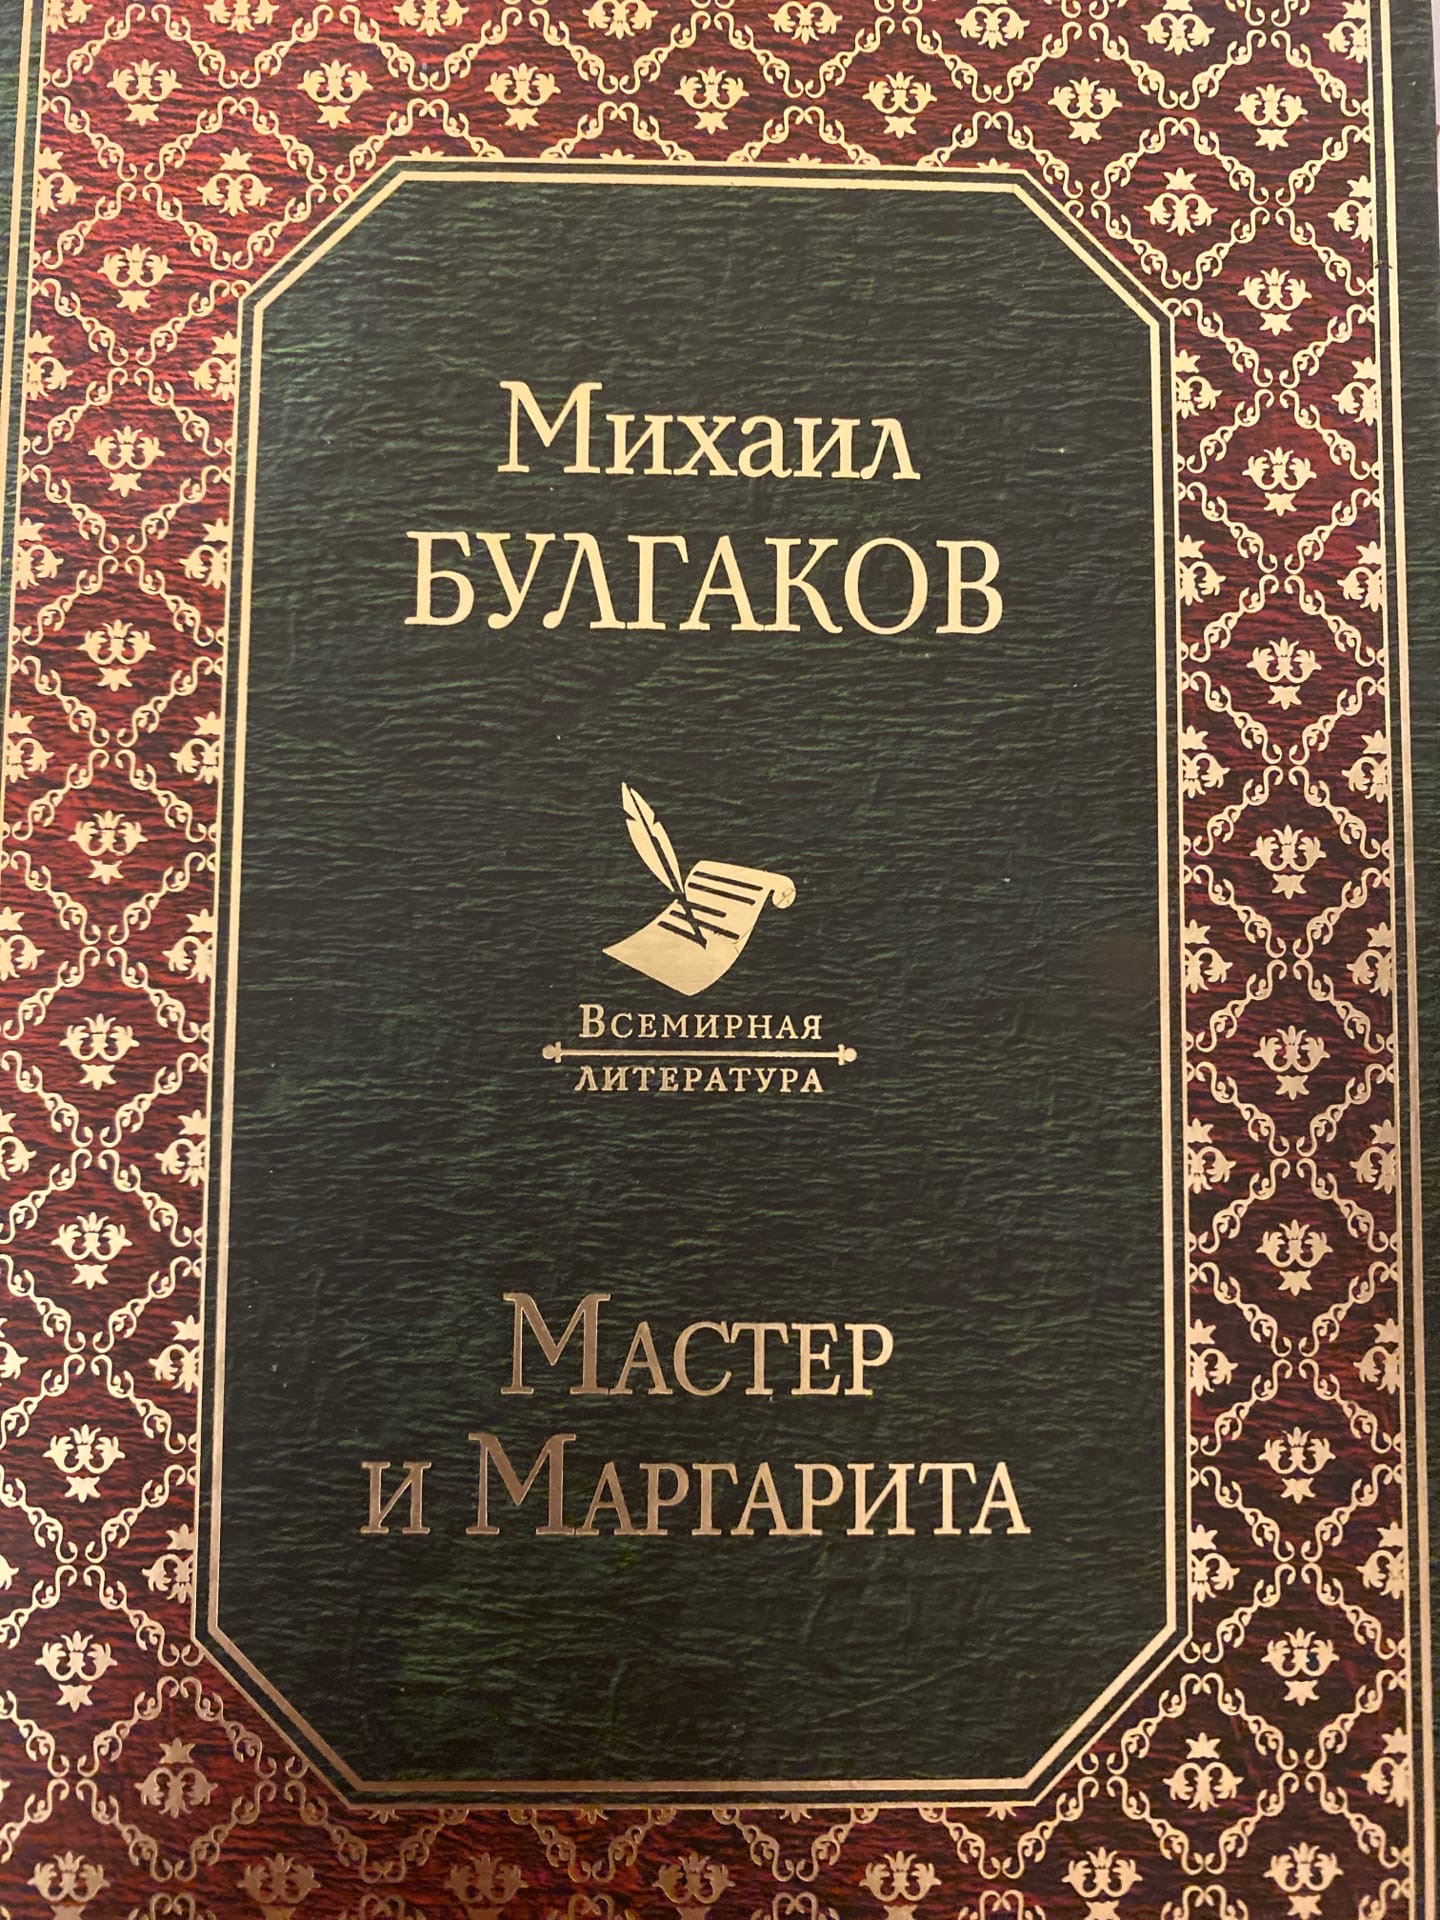 Михаил
БУЛГАКОВ
Всемирная
литература
Мастер
и Маргарита